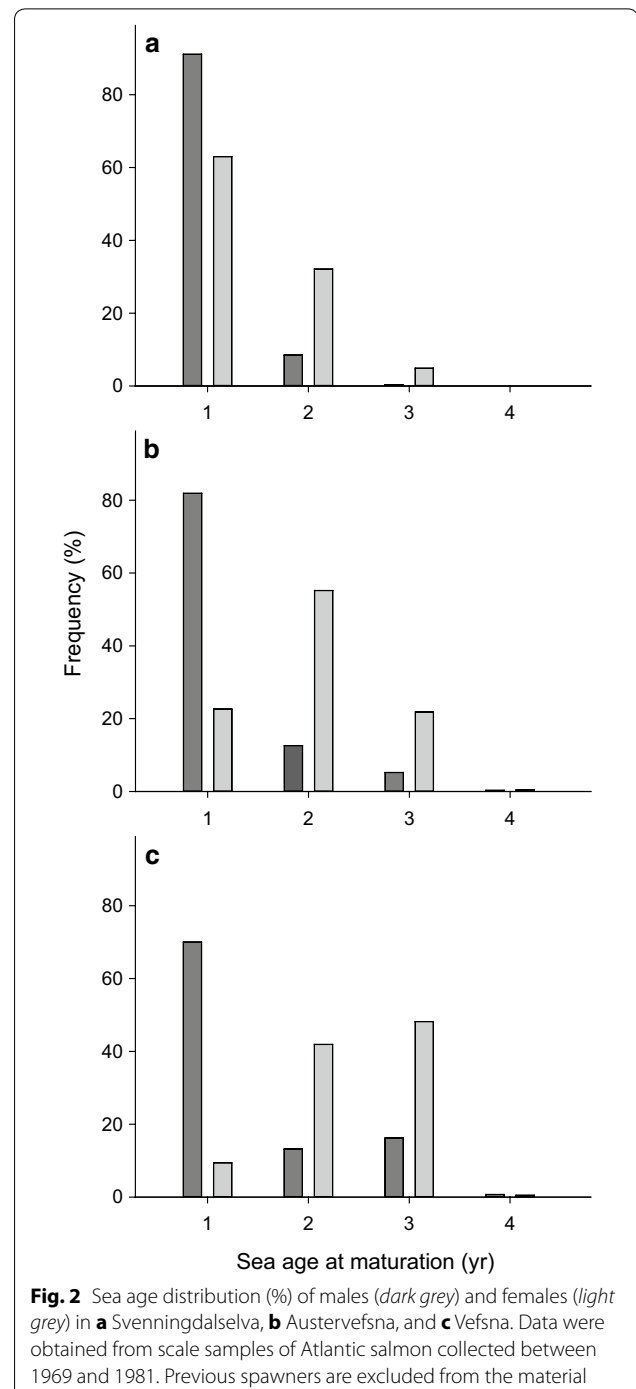 a
80
60
40
20
0
1 2 3 4
b
80
60
40
20
0
1 2 3 4
Frequency (%)
c
80
60
40
20
0
1 2 3 4
Sea age at maturation (yr)
Fig. 2 Sea age distribution (%) of males (dark grey) and females (light
grey) in a Svenningdalselva, b Austervefsna, and c Vefsna. Data were
obtained from scale samples of Atlantic salmon collected between
1969 and 1981. Previous spawners are excluded from the material